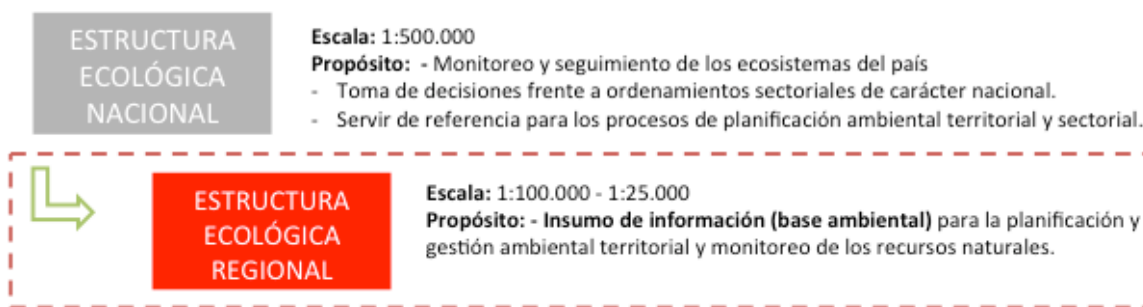 ESTRUCTURA
ECOLÓGICA
NACIONAL
Escala: 1:500.000
Propósito: - Monitoreo y seguimiento de los ecosistemas del país
- Toma de decisiones frente a ordenamientos sectoriales de carácter nacional.
- Servir de referencia para los procesos de planificación ambiental territorial y sectorial.
ESTRUCTURA
ECOLÓGICA
REGIONAL
Escala: 1:100.000 - 1:25.000
Propósito: - Insumo de información (base ambiental) para la planificación y
gestión ambiental territorial y monitoreo de los recursos naturales.